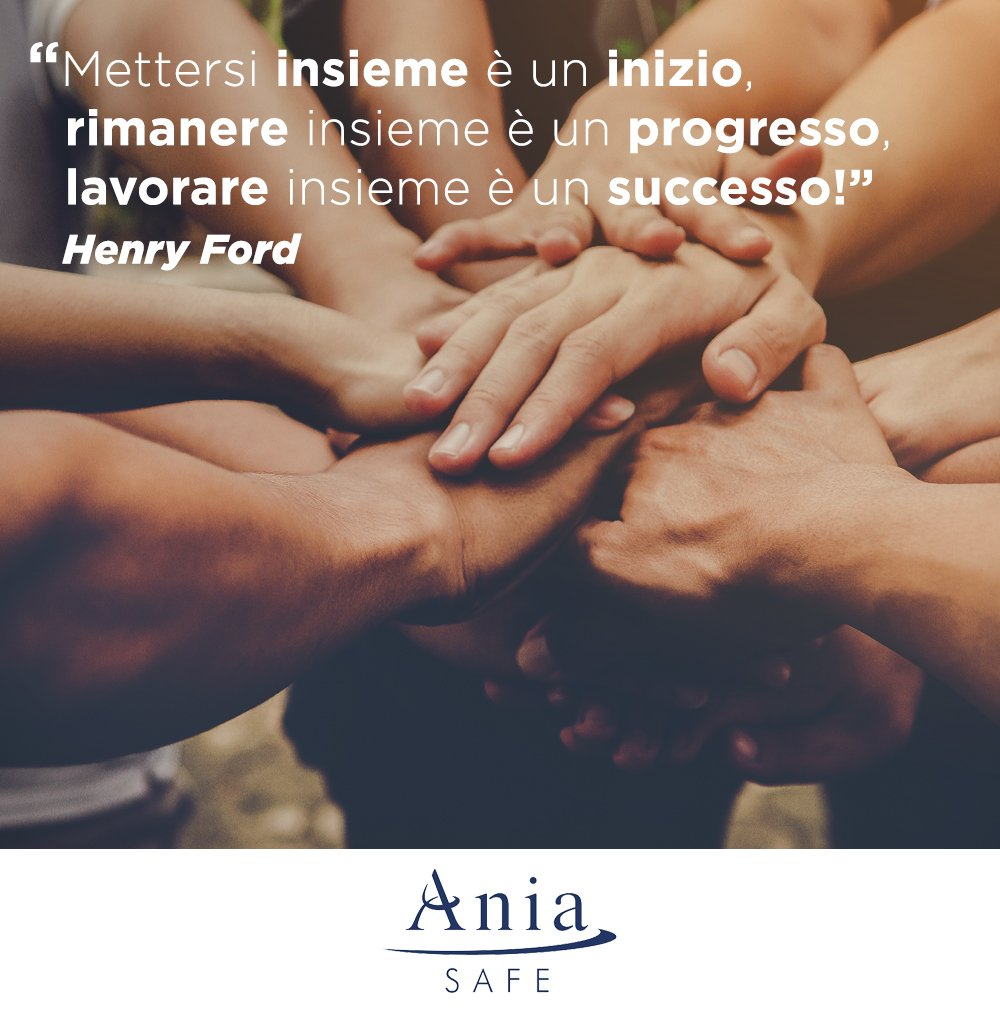 “Mettersi insieme è un inizio,
rimanere insieme è un progresso,
lavorare insieme è un successo!”
Henry Ford
Ania
SAFE